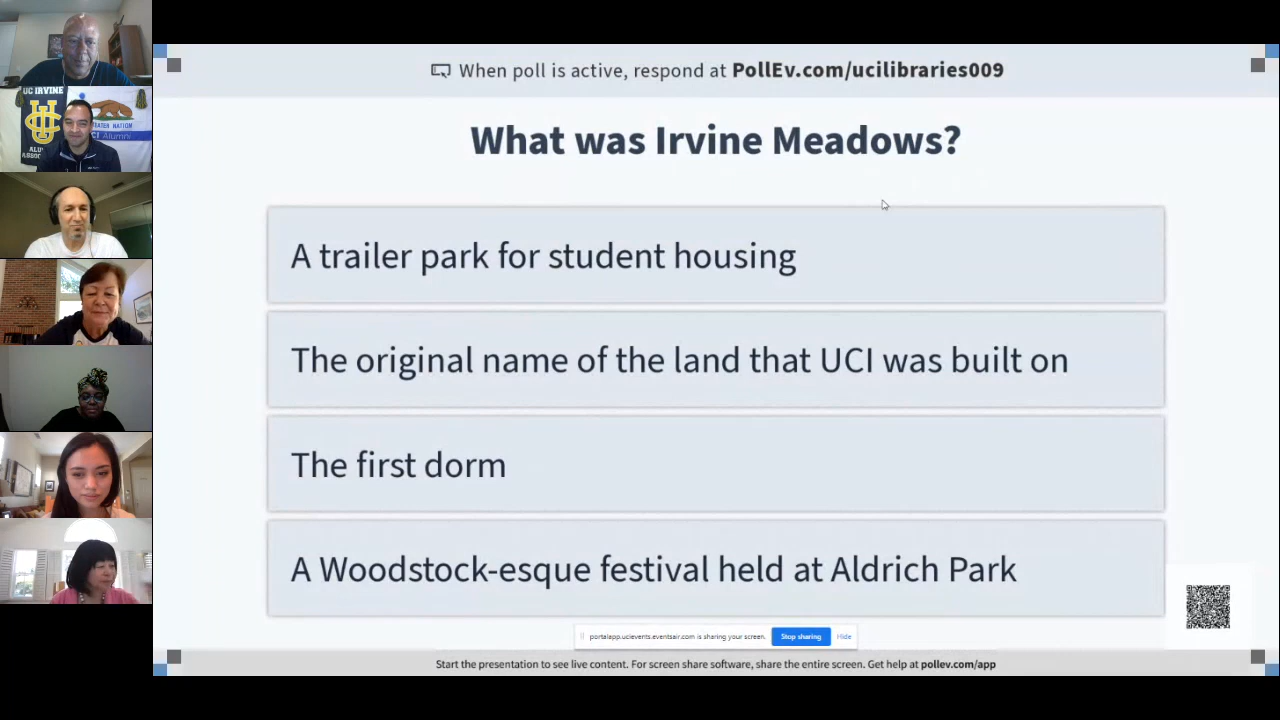 When poll is active, respond at PollEv.com/ucilibraries009
What was Irvine Meadows?
A trailer park for student housing
The original name of the land that UCI was built on
The first dorm
A Woodstock-esque festival held at Aldrich Park
portalapp.ucievents.eventsair.com is sharing your screen.
Stop sharing
Hide
Start the presentation to see live content. For screen share software, share the entire screen. Get help at pollev.com/app
UC IRVINE
UCI Alumni